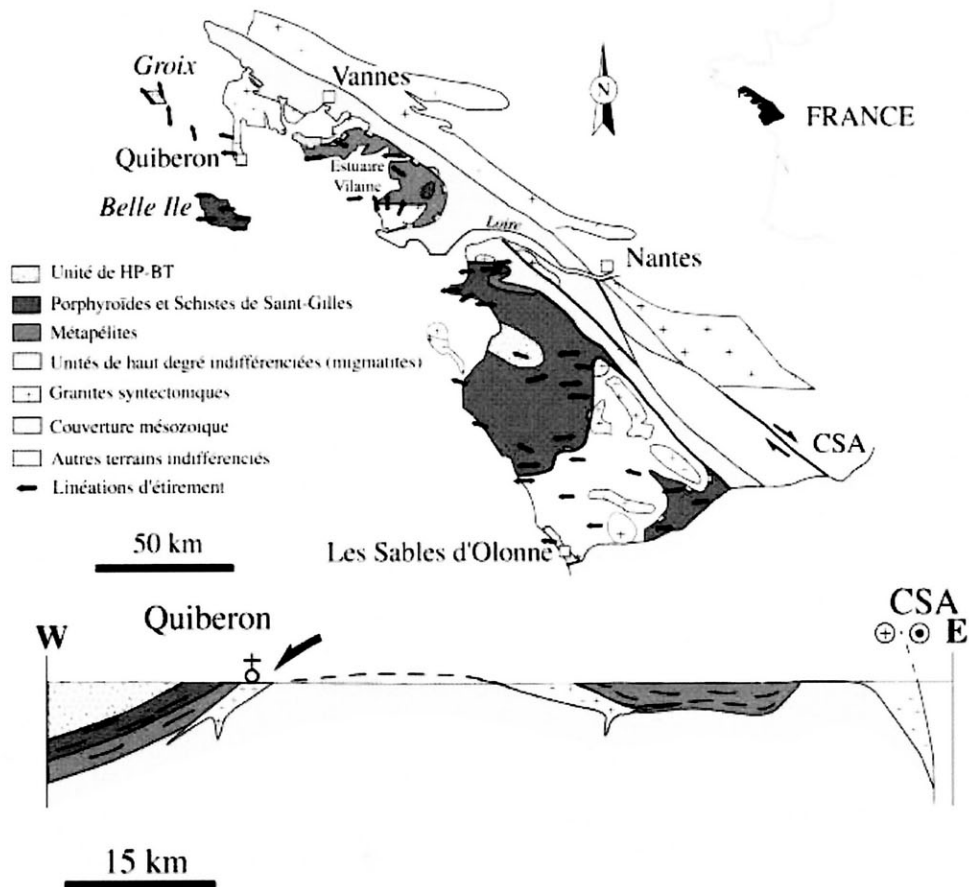 Groix
Vannes
N
FRANCE
Quiberon
Estuaire
Vilaine
Belle Ile
Loire
Nantes
Unité de HP-BT
Porphyroïdes et Schistes de Saint-Gilles
Métapélites
Unités de haut degré indifférenciées (migmatites)
Granites syntectoniques
Couverture mésozoïque
Autres terrains indifférenciés
Linéations d'étirement
CSA
50 km
Les Sables d'Olonne
W
Quiberon
CSA
E
15 km